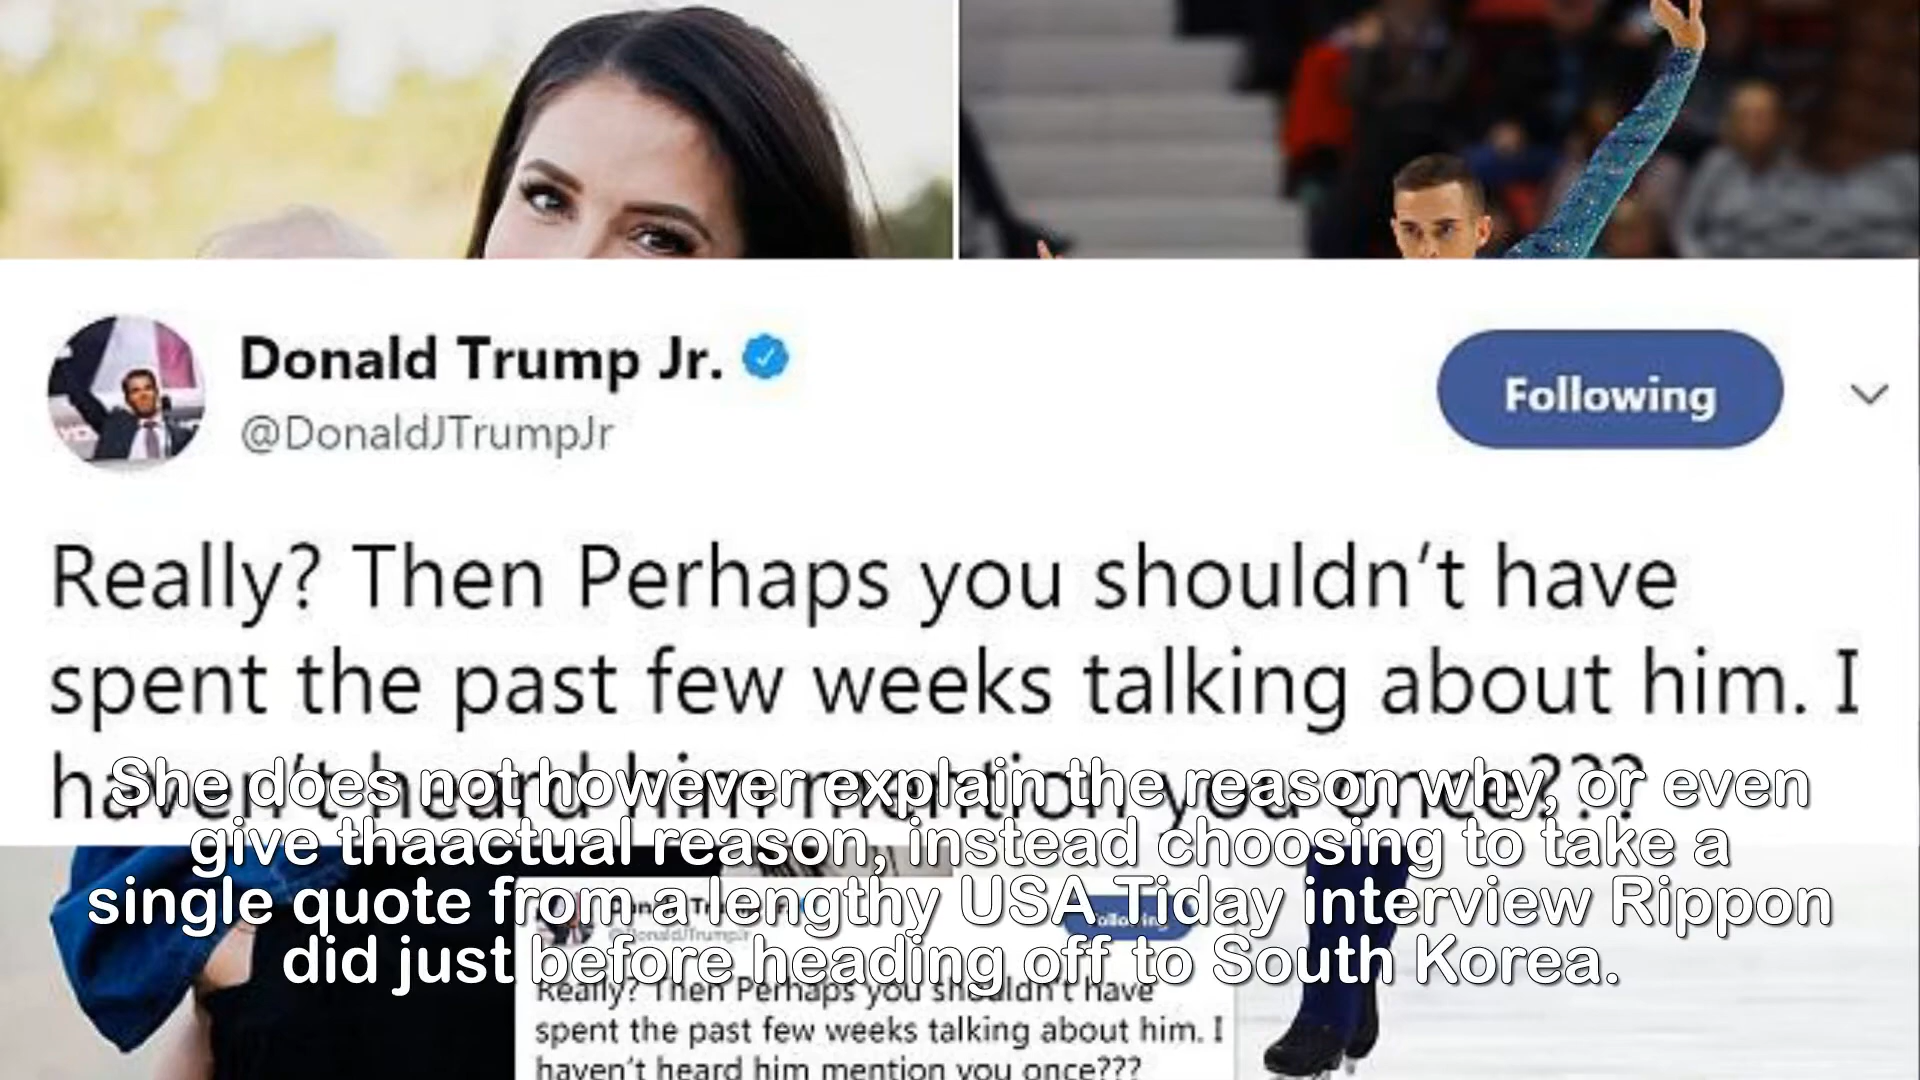 Donald Trump Jr.
@DonaldJTrumpJr
Following
Really? Then Perhaps you shouldn't have
spent the past few weeks talking about him. I
haven't heard him mention you once???
She does not however explain the reason why, or even
give thaactual reason, instead choosing to take a
single quote from a lengthy USA Tiday interview Rippon
did just before heading off to South Korea.
Following
@DonaldJTrumpJr
Really? Then Perhaps you shouldn't have
spent the past few weeks talking about him. I
haven't heard him mention you once???